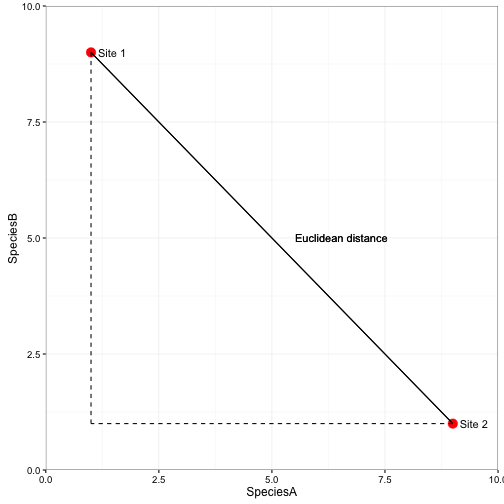 10.0
Site 1
7.5
SpeciesB
Euclidean distance
5.0
2.5
Site 2
0.0
0.0 2.5 5.0 7.5 10.0
SpeciesA